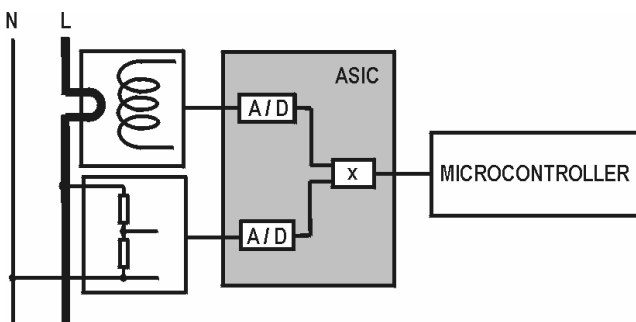 N L
ASIC
A/D
x
MICROCONTROLLER
A/D